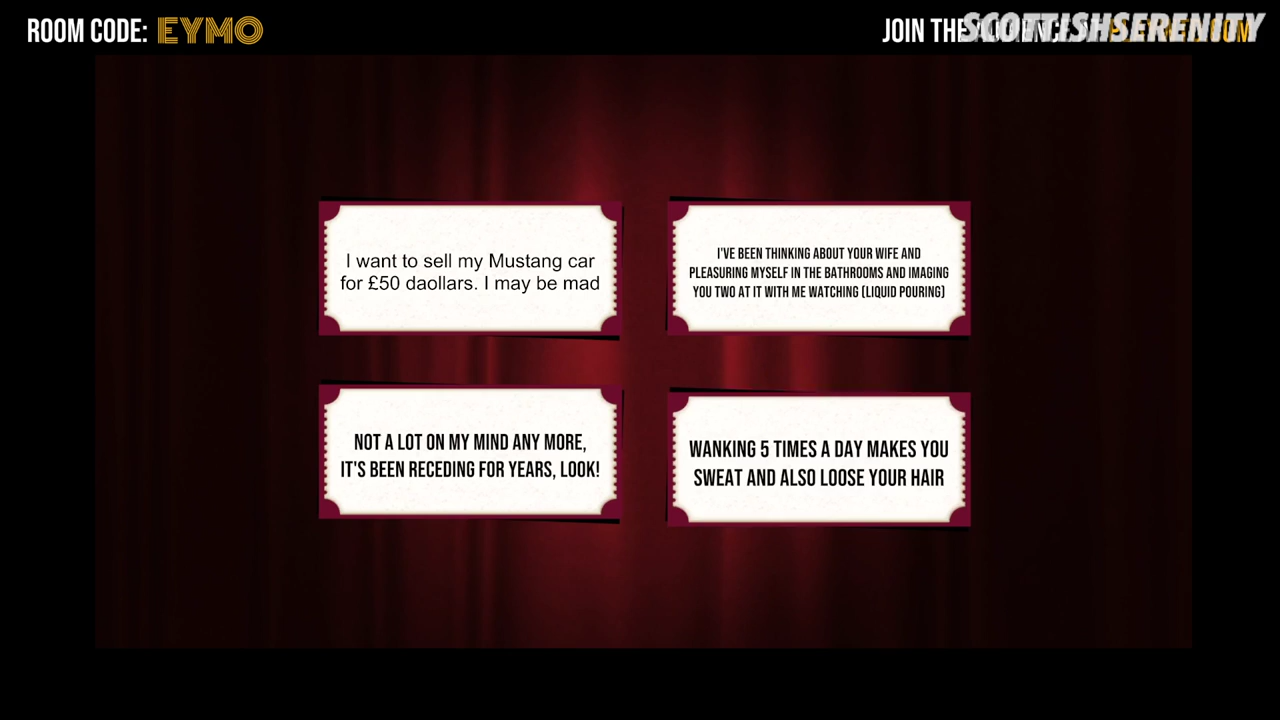 ROOM CODE: EYMO
JOIN THE
SCOTTISHSERENITY
I want to sell my Mustang car
for £50 daollars. I may be mad
I'VE BEEN THINKING ABOUT YOUR WIFE AND
PLEASURING MYSELF IN THE BATHROOMS AND IMAGING
YOU TWO AT IT WITH ME WATCHING (LIQUID POURING)
NOT A LOT ON MY MIND ANY MORE,
IT'S BEEN RECEDING FOR YEARS, LOOK!
WANKING 5 TIMES A DAY MAKES YOU
SWEAT AND ALSO LOOSE YOUR HAIR